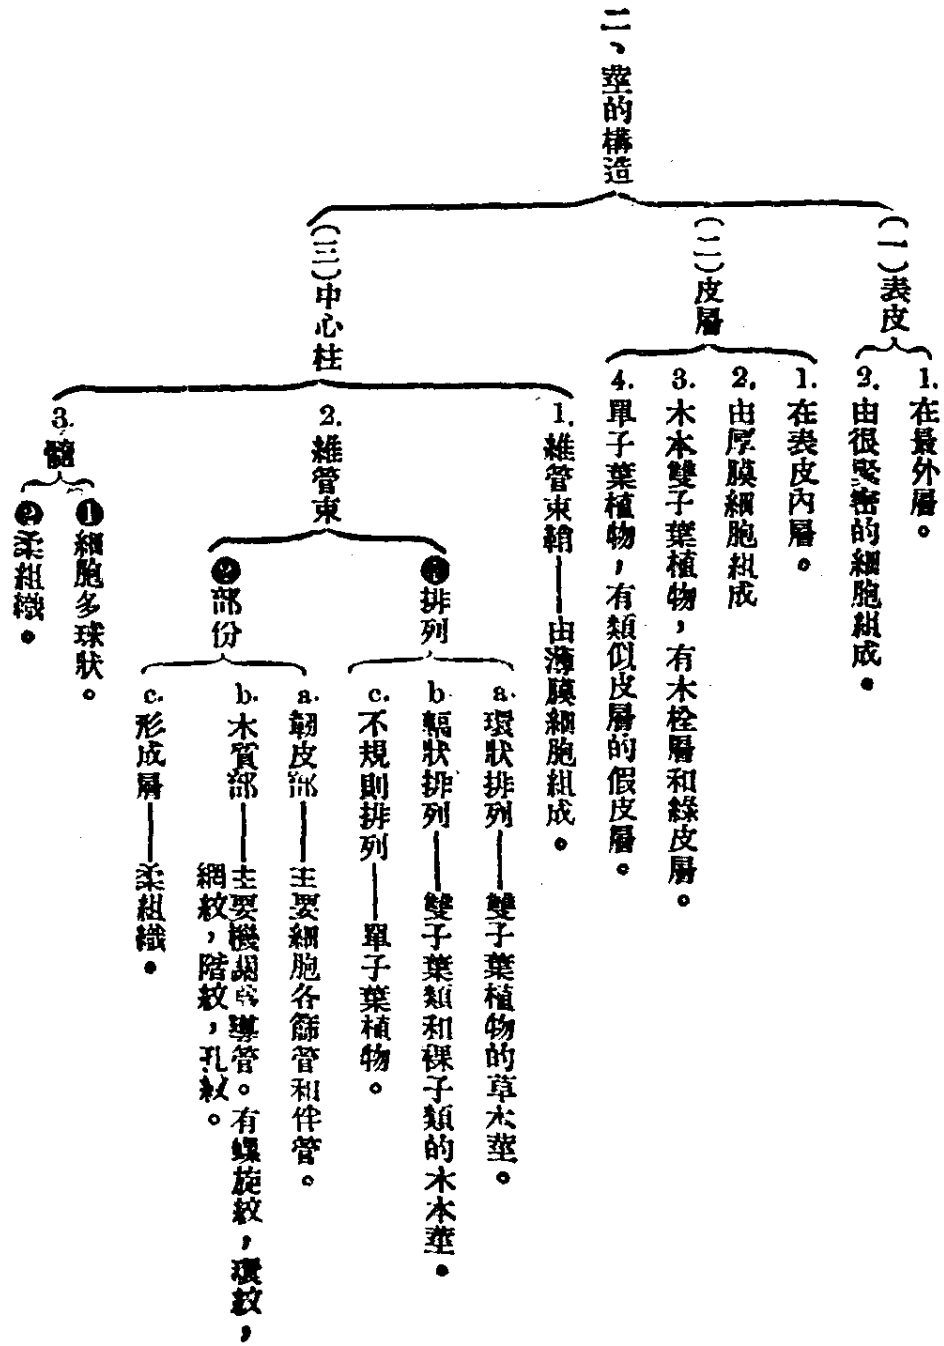 二、莖的構造
（一）表皮
1.在最外層。
2.由很緊密的細胞組成。
（二）皮層
1.在表皮內層。
2.由厚膜細胞組成
3.木本雙子葉植物，有木栓層和綠皮層。
4.單子葉植物，有類似皮層的假皮層。
（三）中心柱
1.維管束鞘——由薄膜細胞組成。
2.維管束
❶排列
a.環狀排列——雙子葉植物的草木莖。
b.輻狀排列——雙子葉類和裸子類的木本莖。
c.不規則排列——單子葉植物。
❷部份
a.韌皮部——主要細胞各篩管和伴管。
b.木質部——主要機關 導管。有螺旋紋，環紋，
網紋，階紋，孔紋。
c.形成層——柔組織。
3.髓
❶細胞多球狀。
❷柔組織。